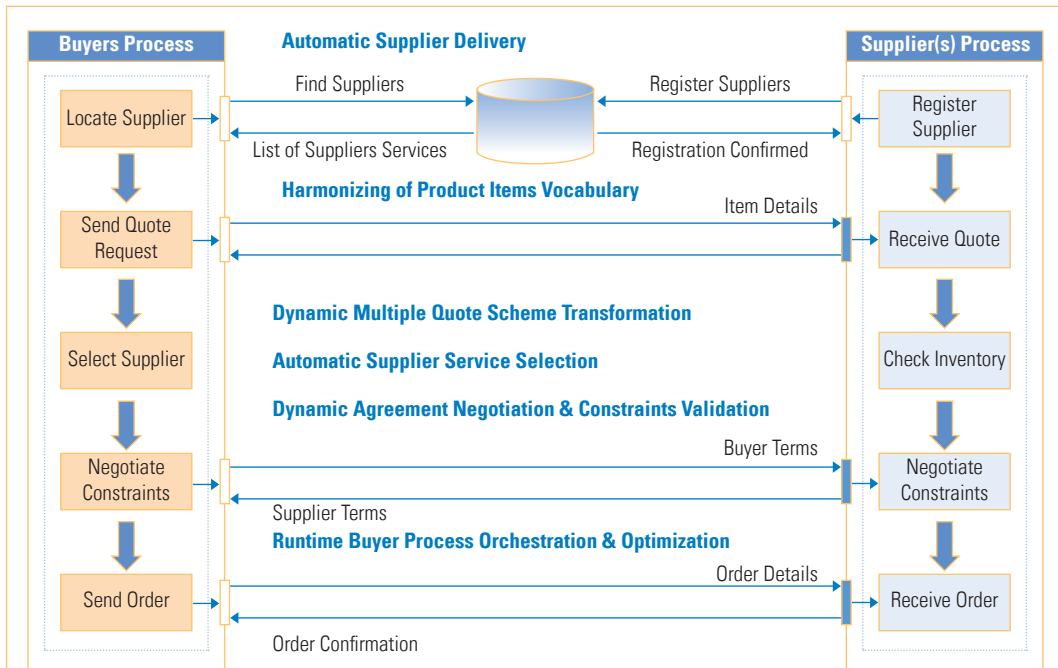 Buyers Process
Automatic Supplier Delivery
Supplier(s) Process
Find Suppliers
Register Suppliers
Locate Supplier
Register
Supplier
List of Suppliers Services
Registration Confirmed
Harmonizing of Product Items Vocabulary
Item Details
Send Quote
Request
Receive Quote
Dynamic Multiple Quote Scheme Transformation
Select Supplier
Automatic Supplier Service Selection
Check Inventory
Dynamic Agreement Negotiation & Constraints Validation
Buyer Terms
Negotiate
Constraints
Negotiate
Constraints
Supplier Terms
Runtime Buyer Process Orchestration & Optimization
Order Details
Send Order
Receive Order
Order Confirmation